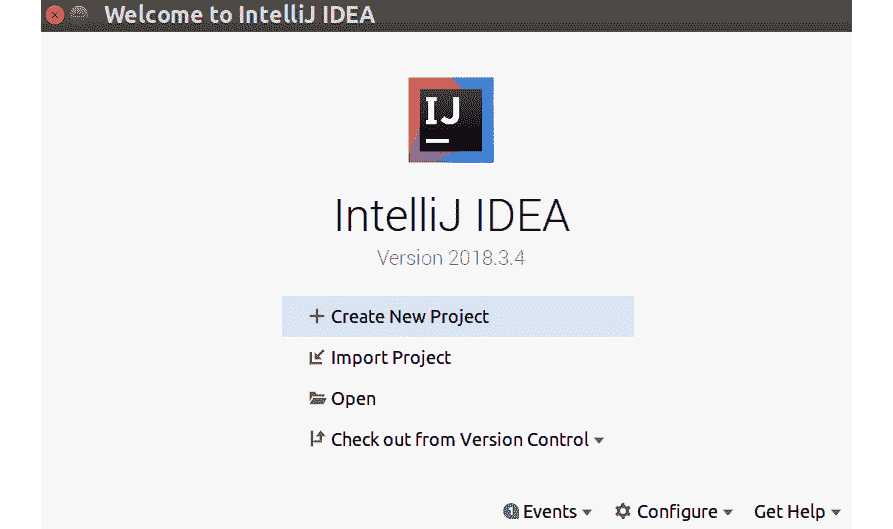 Welcome to IntelliJ IDEA
IJ
IntelliJ IDEA
Version 2018.3.4
Create New Project
Import Project
Open
Check out from Version Control
Events Configure Get Help